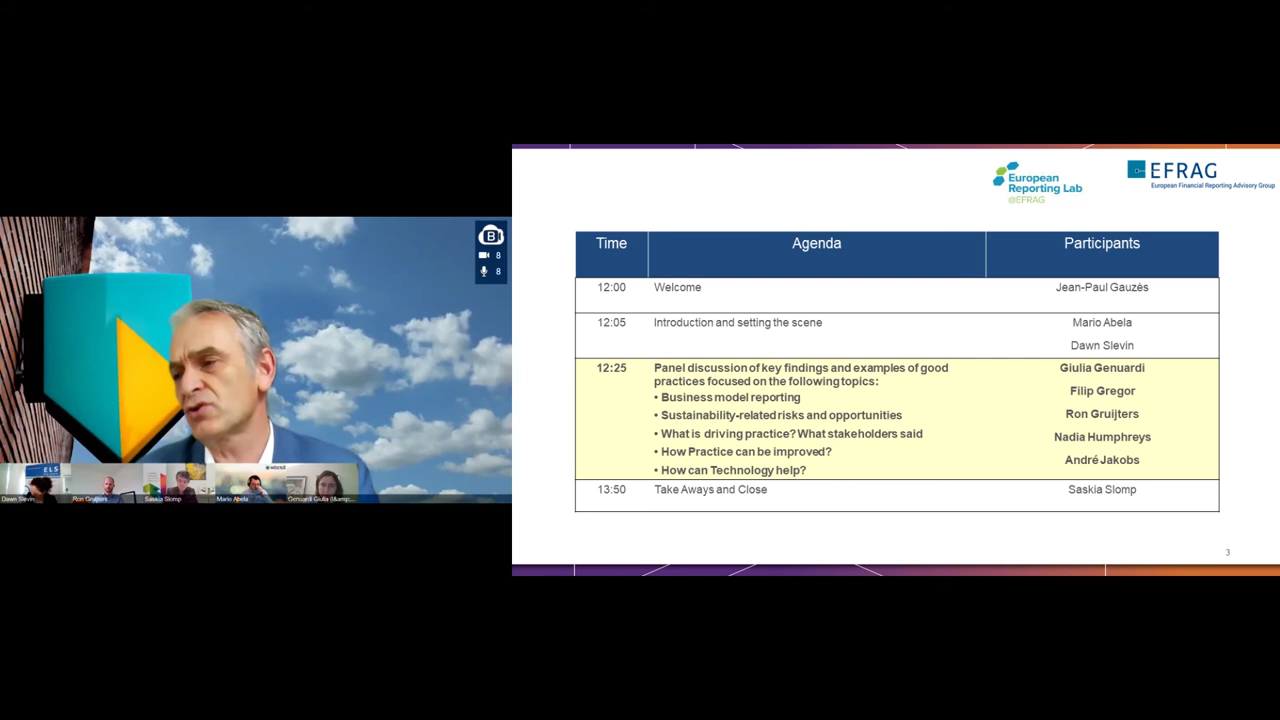 B
8
8
ELS
Dawn Slevin
Ron Gruijters
Saskia Slomp
Mario Abela
Genuardi Giulia (I&amp;...
European
Reporting Lab
@EFRAG
EFRAG
European Financial Reporting Advisory Group
Time Agenda Participants
12:00 Welcome Jean-Paul Gauzès
12:05 Introduction and setting the scene Mario Abela
Dawn Slevin
12:25 Panel discussion of key findings and examples of good
practices focused on the following topics:
• Business model reporting
• Sustainability-related risks and opportunities
• What is driving practice? What stakeholders said
• How Practice can be improved?
• How can Technology help?
Giulia Genuardi
Filip Gregor
Ron Gruijters
Nadia Humphreys
André Jakobs
13:50 Take Aways and Close Saskia Slomp
3